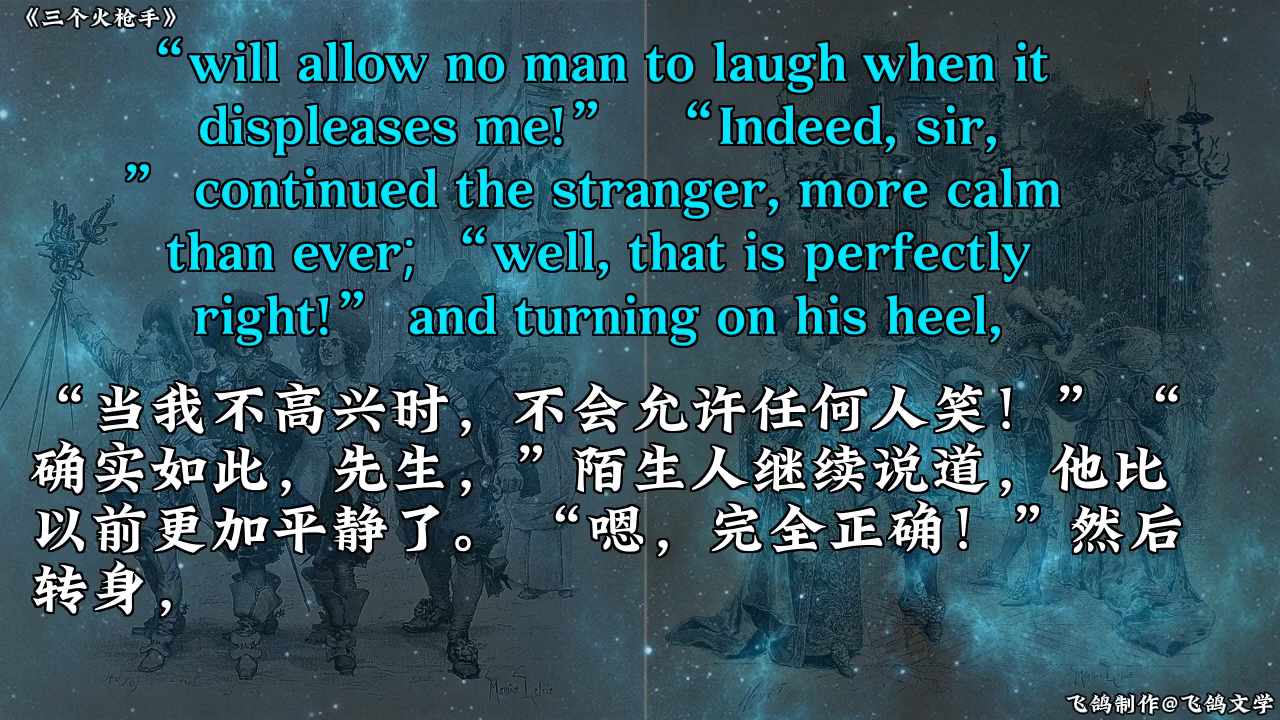 《三个火枪手》
“will allow no man to laugh when it
displeases me!” “Indeed, sir,
” continued the stranger, more calm
than ever; “well, that is perfectly
right!” and turning on his heel,
“当我不高兴时，不会允许任何人笑！” “
确实如此，先生，”陌生人继续说道，他比
以前更加平静了。 “嗯，完全正确！”然后
转身，
飞鸽制作@飞鸽文学